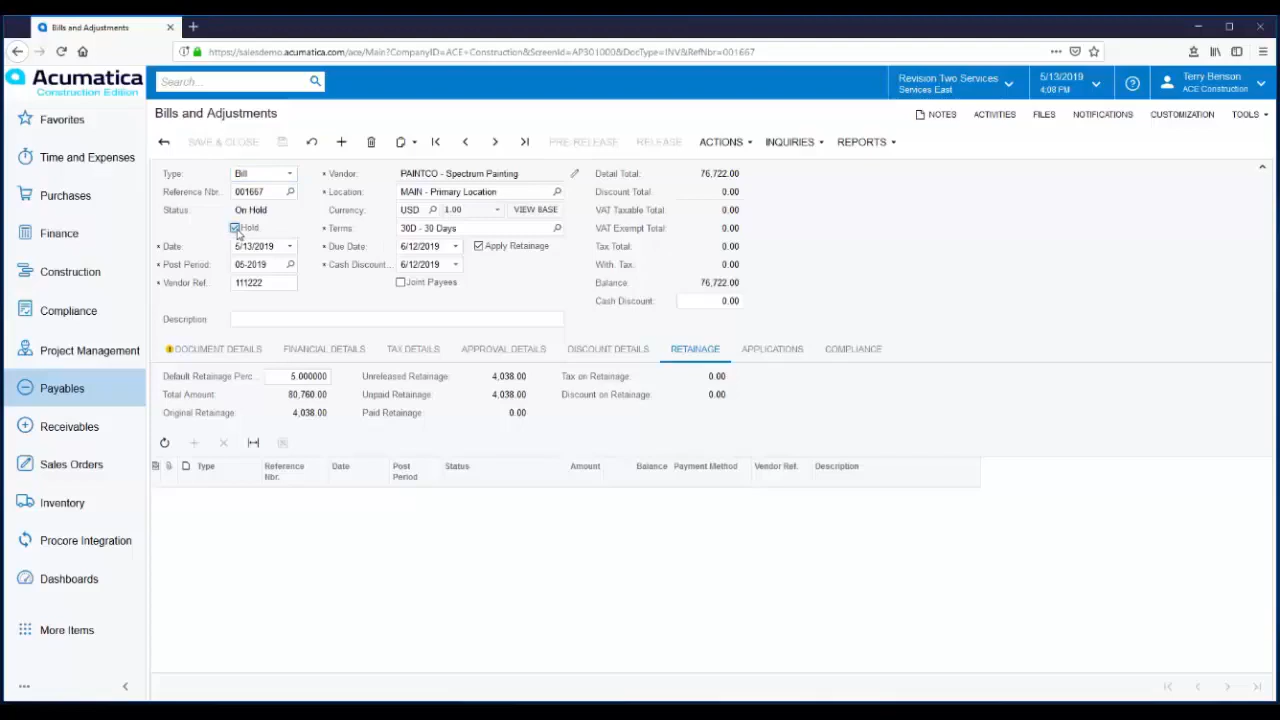 Bills and Adjustments
https://salesdemo.acumatica.com/ace/Main?CompanyID=ACE+Construction&ScreenId=AP301000&DocType=INV&RefNbr=001667
Acumatica
Construction Edition
Search...
Revision Two Services
Services East
5/13/2019
4:08 PM
Terry Benson
ACE Construction
Favorites
Time and Expenses
Purchases
Finance
Construction
Compliance
Project Management
Payables
Receivables
Sales Orders
Inventory
Procore Integration
Dashboards
More Items
Bills and Adjustments
NOTES ACTIVITIES FILES NOTIFICATIONS CUSTOMIZATION TOOLS
SAVE & CLOSE PRE-RELEASE RELEASE ACTIONS INQUIRIES REPORTS
Type: Bill Vendor: PAINTCO - Spectrum Painting Detail Total: 76,722.00
Reference Nbr. 001667 Location: MAIN - Primary Location Discount Total: 0.00
Status: On Hold Currency: USD 1.00 VIEW BASE VAT Taxable Total: 0.00
Hold Terms: 30D - 30 Days VAT Exempt Total: 0.00
Date: 5/13/2019 Due Date: 6/12/2019 Apply Retainage Tax Total: 0.00
Post Period: 05-2019 Cash Discount... 6/12/2019 With. Tax: 0.00
Vendor Ref.: 111222 Joint Payees Balance: 76,722.00
Cash Discount: 0.00
Description:
DOCUMENT DETAILS FINANCIAL DETAILS TAX DETAILS APPROVAL DETAILS DISCOUNT DETAILS RETAINAGE APPLICATIONS COMPLIANCE
Default Retainage Perc... 5.000000 Unreleased Retainage: 4,038.00 Tax on Retainage: 0.00
Total Amount: 80,760.00 Unpaid Retainage: 4,038.00 Discount on Retainage: 0.00
Original Retainage: 4,038.00 Paid Retainage: 0.00
Type Reference Nbr. Date Post Period Status Amount Balance Payment Method Vendor Ref. Description